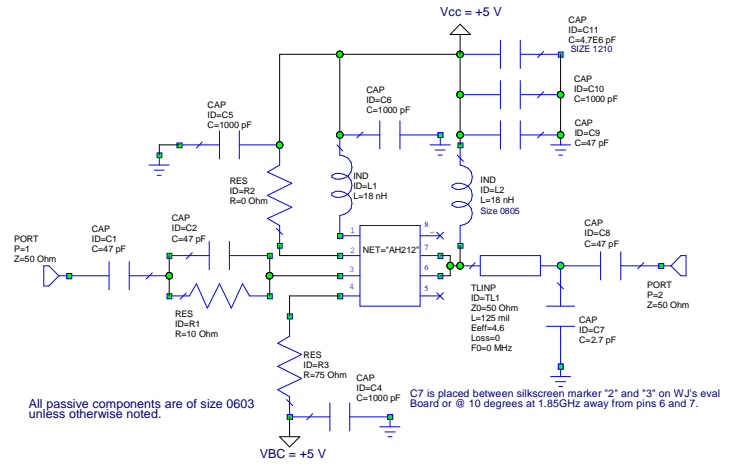 Vcc = +5 V
CAP
ID=C11
C=4.7E6 pF
SIZE 1210
CAP
ID=C10
C=1000 pF
CAP
ID=C9
C=47 pF
CAP
ID=C6
C=1000 pF
CAP
ID=C5
C=1000 pF
RES
ID=R2
R=0 Ohm
IND
ID=L1
L=18 nH
IND
ID=L2
L=18 nH
Size 0805
PORT
P=1
Z=50 Ohm
CAP
ID=C1
C=47 pF
CAP
ID=C2
C=47 pF
RES
ID=R1
R=10 Ohm
1
2
3
4
NET="AH212"
8
7
6
5
TLINP
ID=TL1
Z0=50 Ohm
L=125 mil
Eeff=4.6
Loss=0
F0=0 MHz
CAP
ID=C8
C=47 pF
PORT
P=2
Z=50 Ohm
CAP
ID=C7
C=2.7 pF
RES
ID=R3
R=75 Ohm
CAP
ID=C4
C=1000 pF
VBC = +5 V
All passive components are of size 0603
unless otherwise noted.
C7 is placed between silkscreen marker "2" and "3" on WJ's eval
Board or @ 10 degrees at 1.85GHz away from pins 6 and 7.